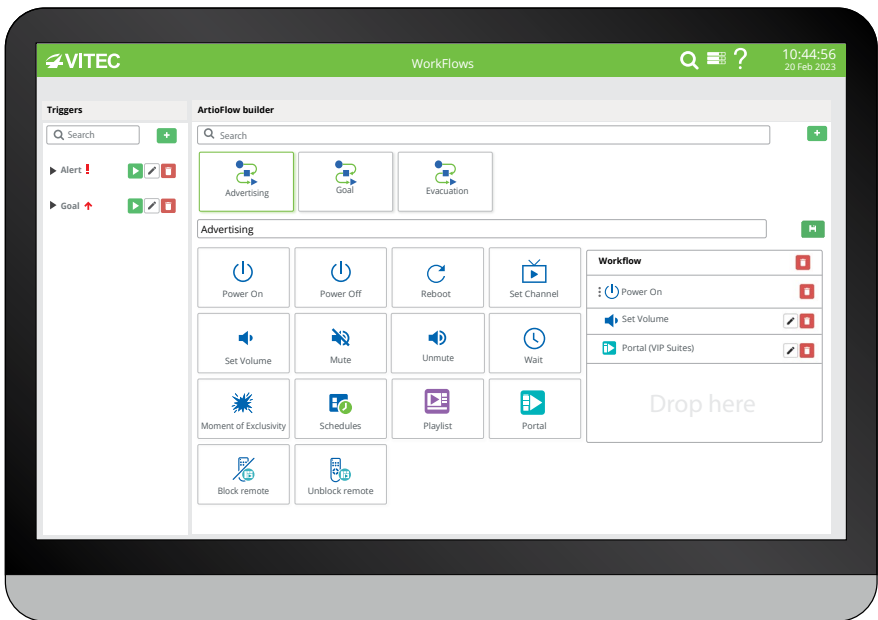 VITEC
WorkFlows
?
10:44:56
20 Feb 2023
Triggers
ArtioFlow builder
Search
+
Search
+
Alert !
Goal
Advertising
Goal
Evacuation
Advertising
Power On
Power Off
Reboot
Set Channel
Workflow
Power On
Set Volume
Portal (VIP Suites)
Set Volume
Mute
Unmute
Wait
Moment of Exclusivity
Schedules
Playlist
Portal
Drop here
Block remote
Unblock remote